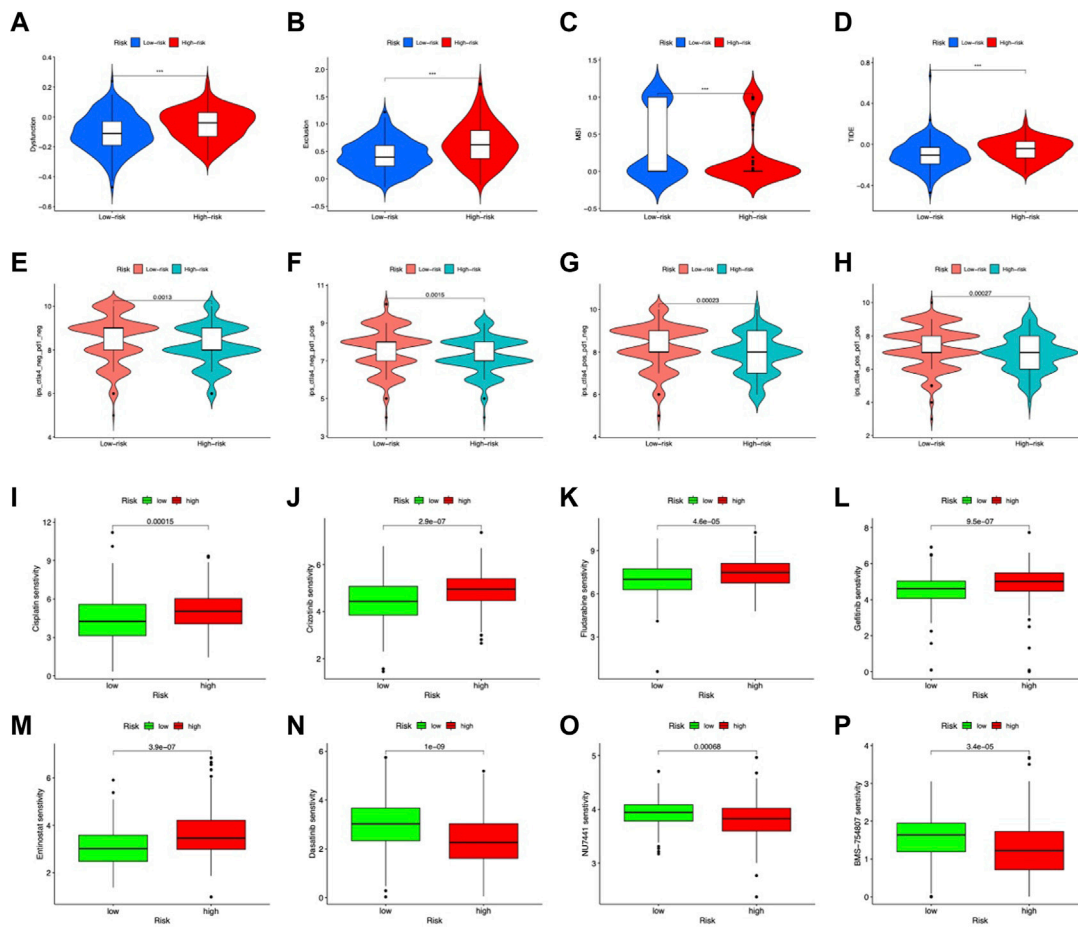 A
Risk Low-risk High-risk
***
Dysfunction
0.4
0.2
0.0
−0.2
−0.4
−0.6
Low-risk High-risk
B
Risk Low-risk High-risk
***
Exclusion
2.0
1.5
1.0
0.5
0.0
−0.5
Low-risk High-risk
C
Risk Low-risk High-risk
***
MSI
1.5
1.0
0.5
0.0
−0.5
Low-risk High-risk
D
Risk Low-risk High-risk
***
TIDE
0.8
0.4
0.0
−0.4
Low-risk High-risk
E
Risk Low-risk High-risk
0.0013
ips_ctla4_neg_pd1_neg
10
8
6
4
Low-risk High-risk
F
Risk Low-risk High-risk
0.0015
ips_ctla4_neg_pd1_pos
11
9
7
5
3
Low-risk High-risk
G
Risk Low-risk High-risk
0.00023
ips_ctla4_pos_pd1_neg
10
8
6
4
Low-risk High-risk
H
Risk Low-risk High-risk
0.00027
ips_ctla4_pos_pd1_pos
10
8
6
4
2
Low-risk High-risk
I
Risk low high
0.00015
Cisplatin senstivity
12
9
6
3
0
low high
Risk
J
Risk low high
2.9e−07
Crizotinib senstivity
6
4
2
low high
Risk
K
Risk low high
4.6e−05
Fludarabine senstivity
9
6
3
low high
Risk
L
Risk low high
9.5e−07
Gefitinib senstivity
8
6
4
2
0
low high
Risk
M
Risk low high
3.9e−07
Entinostat senstivity
6
4
2
low high
Risk
N
Risk low high
1e−09
Dasatinib senstivity
6
4
2
0
low high
Risk
O
Risk low high
0.00068
NU7441 senstivity
5
4
3
low high
Risk
P
Risk low high
3.4e−05
BMS−754807 senstivity
4
3
2
1
0
low high
Risk